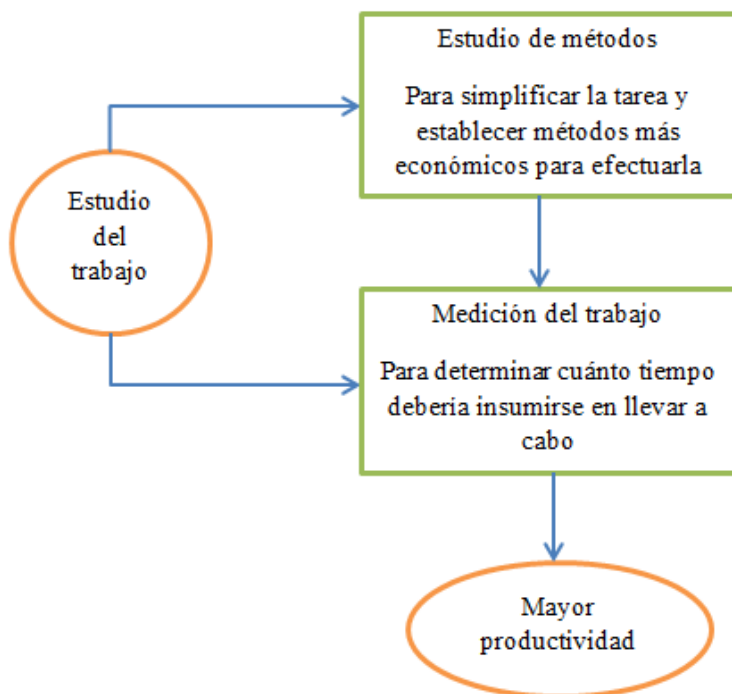 Estudio de métodos
Para simplificar la tarea y
establecer métodos más
económicos para efectuarla
Estudio
del
trabajo
Medición del trabajo
Para determinar cuánto tiempo
debería insumirse en llevar a
cabo
Mayor
productividad